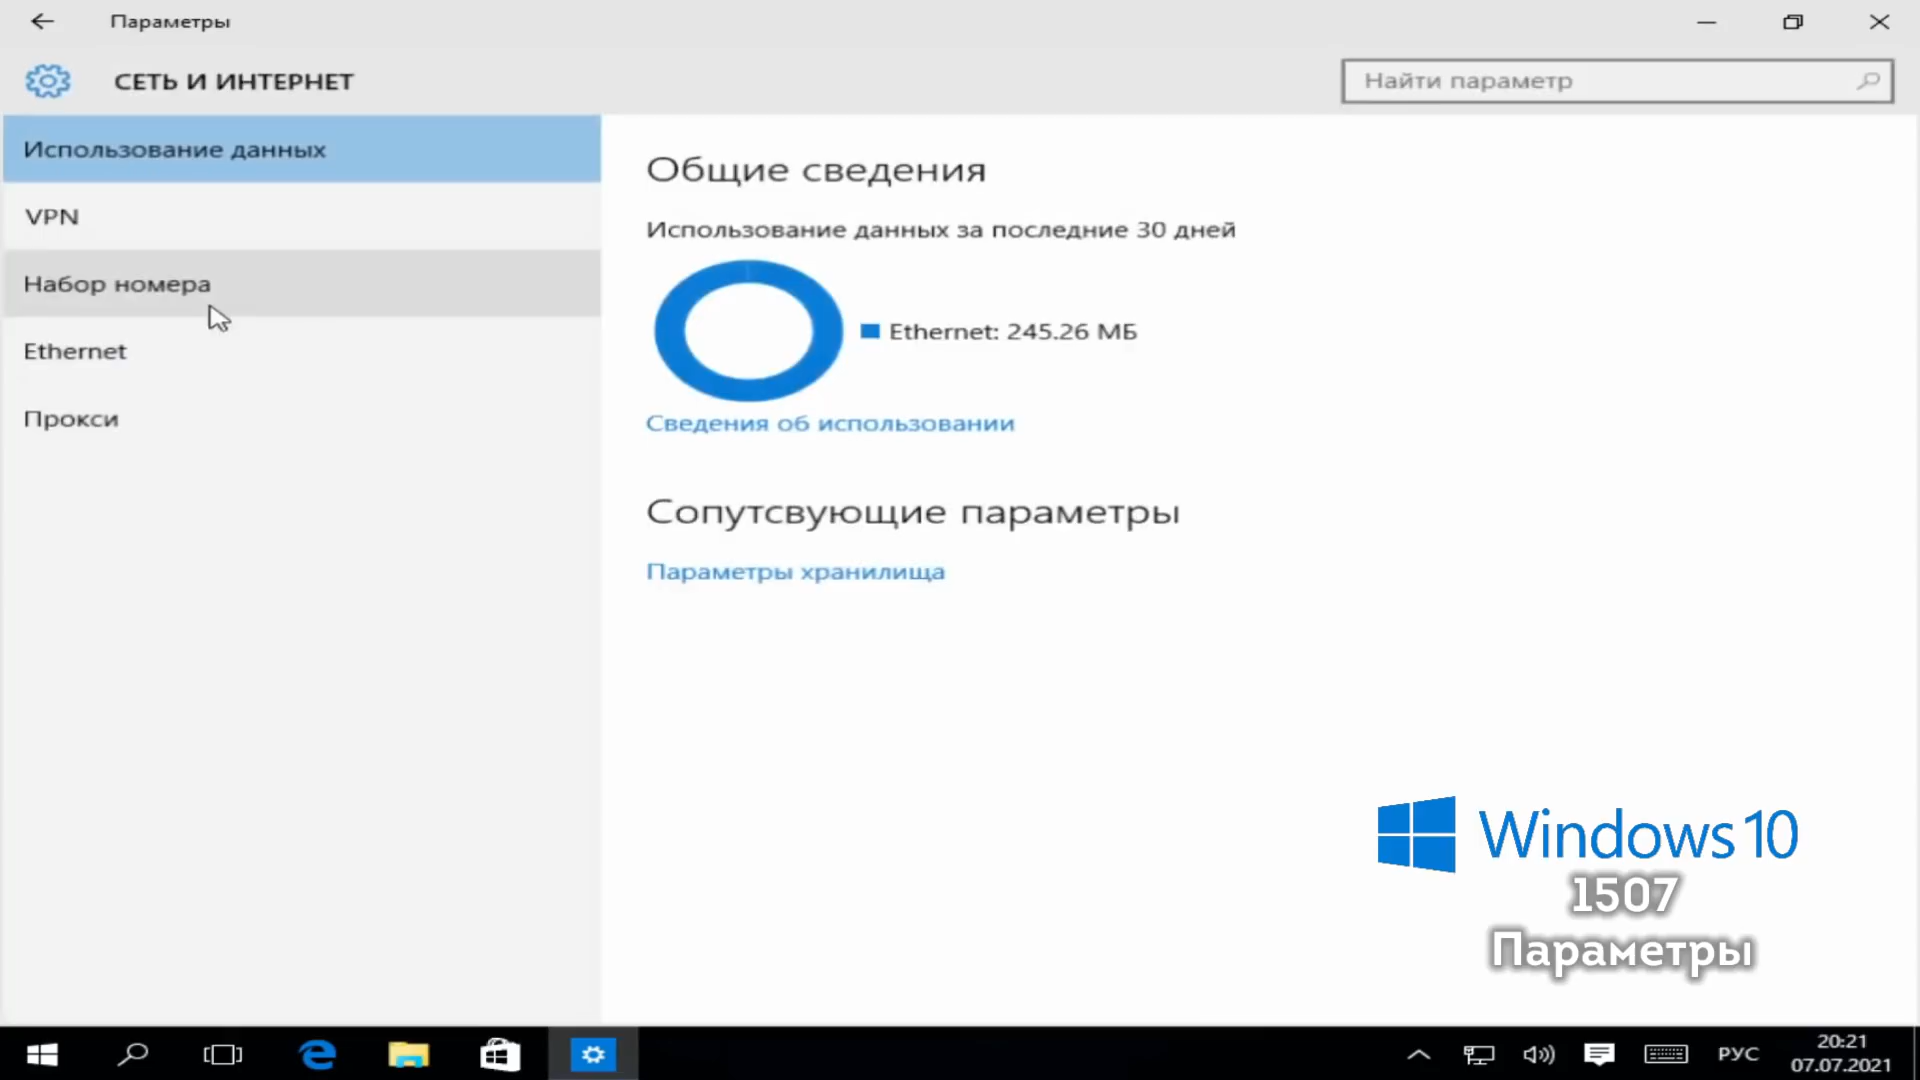 Параметры
СЕТЬ И ИНТЕРНЕТ
Найти параметр
Использование данных
VPN
Набор номера
Ethernet
Прокси
Общие сведения
Использование данных за последние 30 дней
Ethernet: 245.26 МБ
Сведения об использовании
Сопутсвующие параметры
Параметры хранилища
Windows 10
1507
Параметры
РУС
20:21
07.07.2021